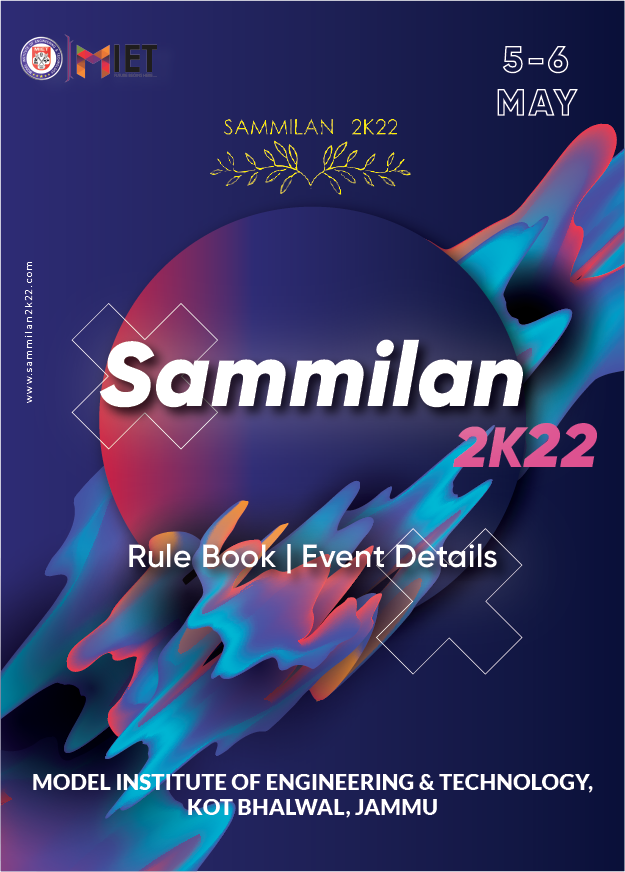 MIET
5-6
MAY
SAMMILAN 2K22
www.sammilan2k22.com
Sammilan
2K22
Rule Book | Event Details
MODEL INSTITUTE OF ENGINEERING & TECHNOLOGY,
KOT BHALWAL, JAMMU